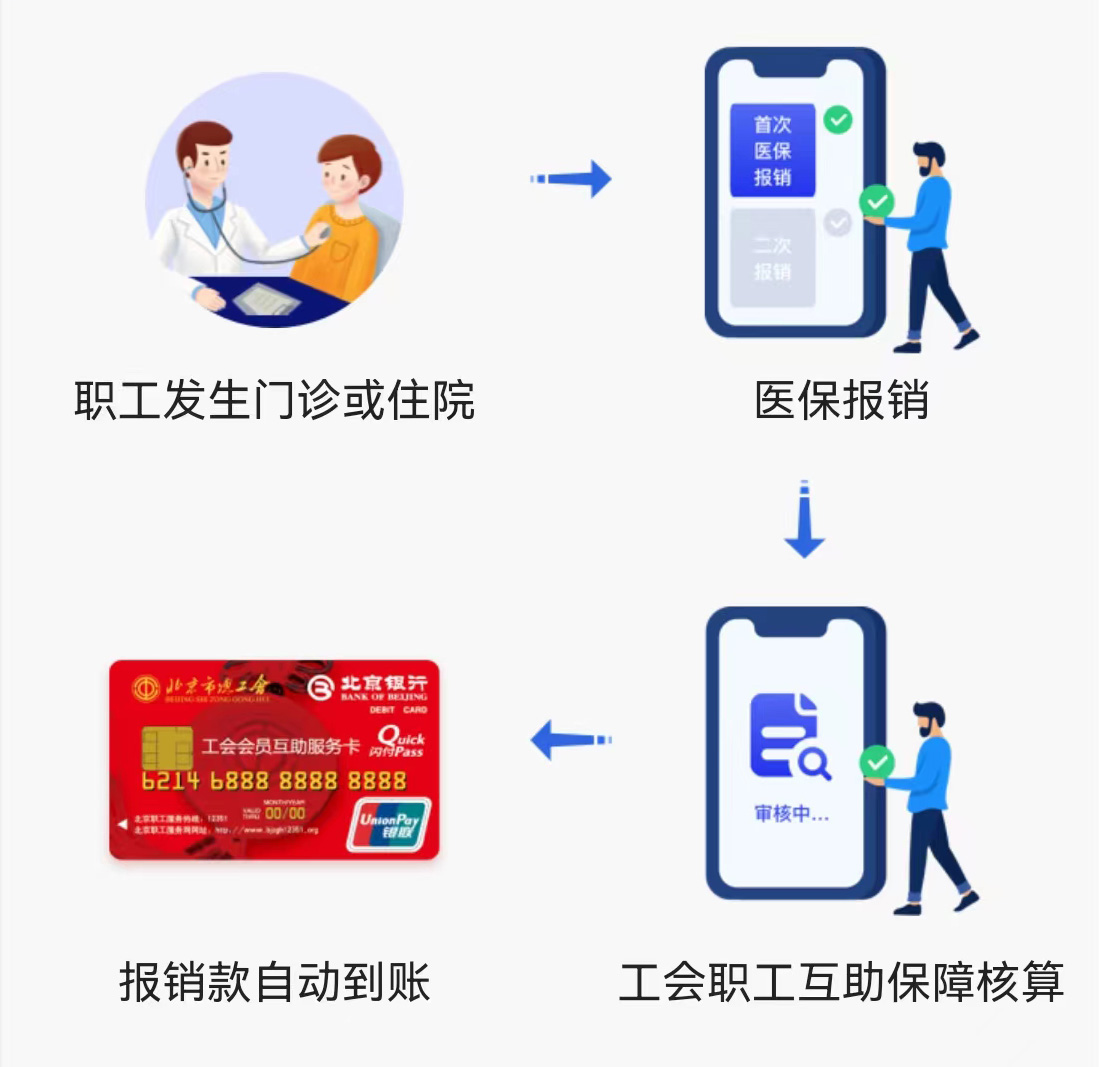 首次
医保
报销
二次
报销
职工发生门诊或住院
医保报销
北京市总工会
BEIJING SHI ZONG GONG HUI
北京银行
BANK OF BEIJING
DEBIT CARD
工会会员互助服务卡
Quick
闪付Pass
6214 6888 8888 8888
MONTH/YEAR
VALID
THRU
00/00
北京职工服务热线：12351
北京职工服务网网址：http://www.bjzgh12351.org
UnionPay
银联
审核中...
报销款自动到账
工会职工互助保障核算